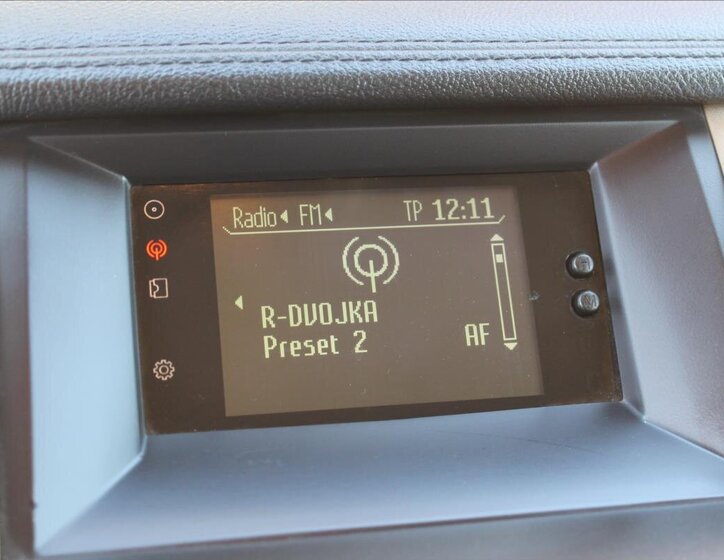 Radio FM TP 12:11
R-DVOJKA
Preset 2 AF
M